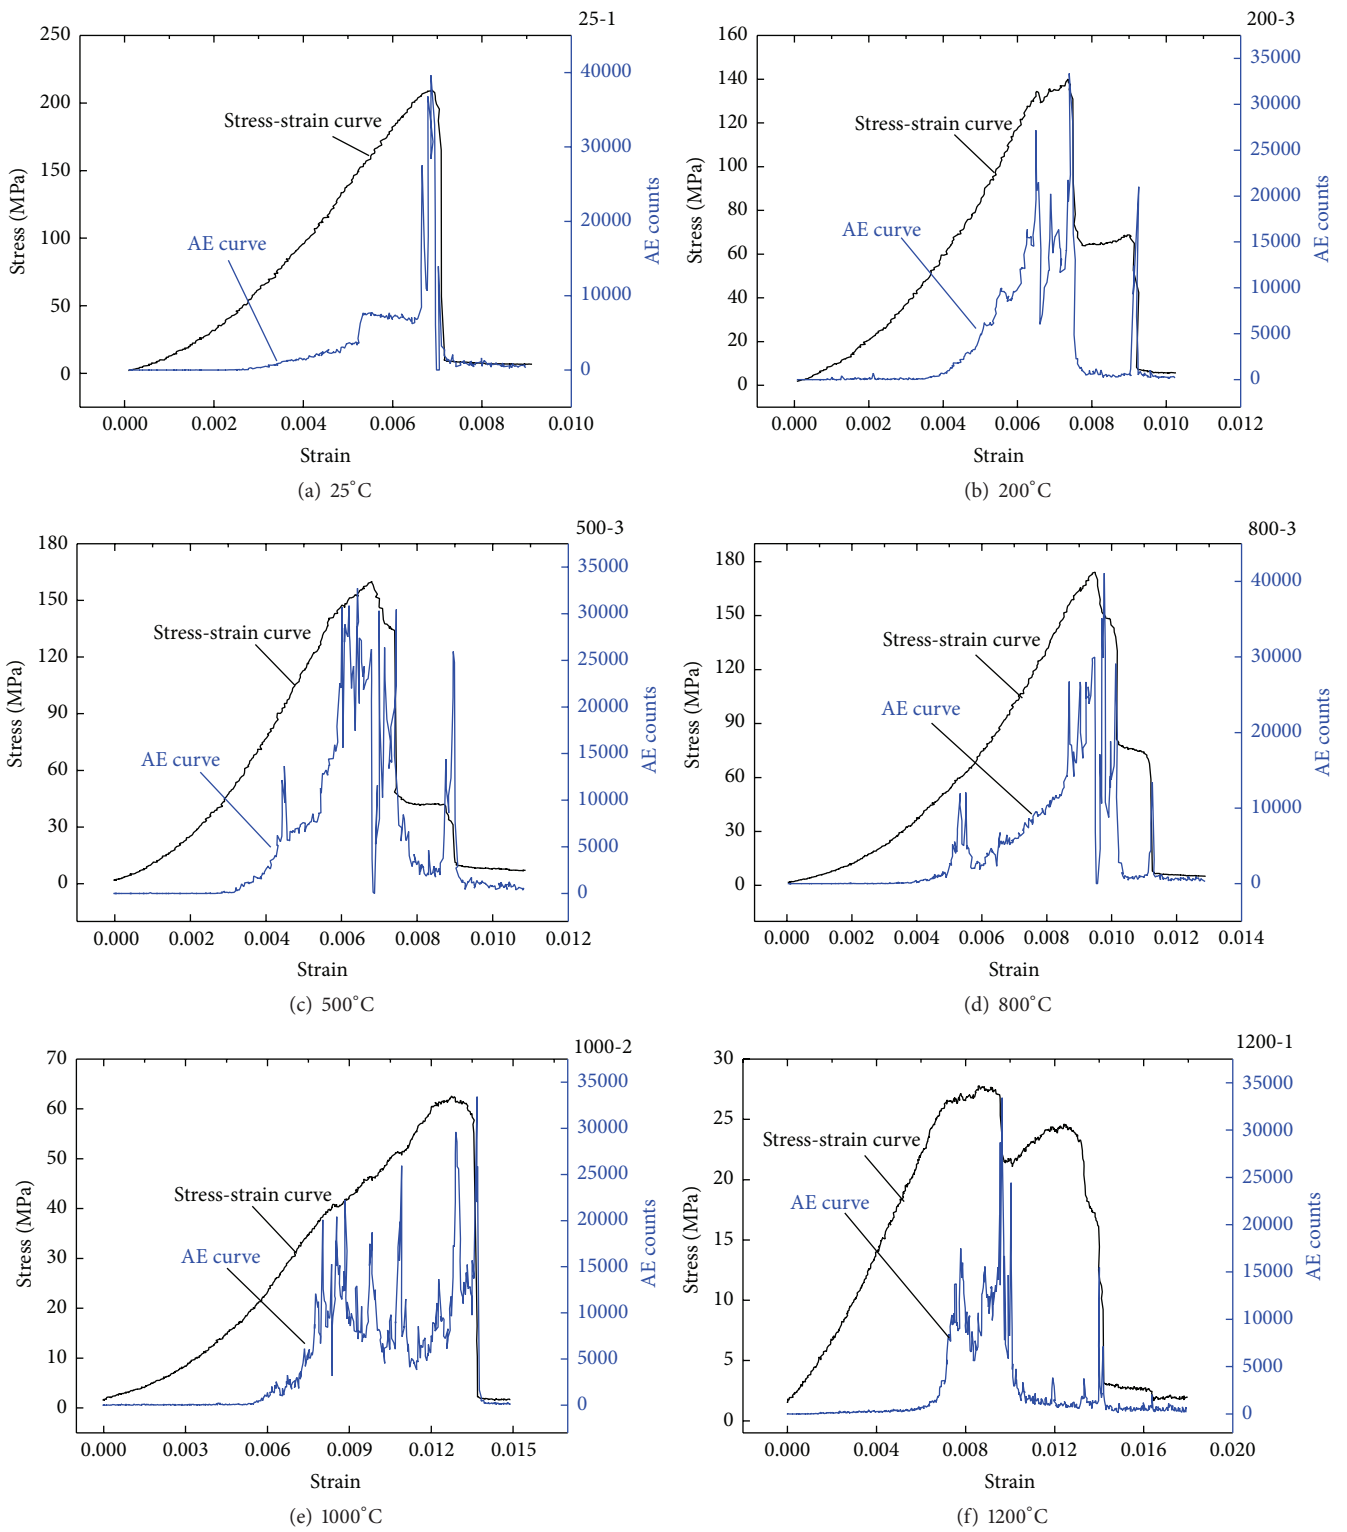 25-1
250
200
150
100
50
0
Stress (MPa)
Stress-strain curve
AE curve
40000
30000
20000
10000
0
AE counts
0.000 0.002 0.004 0.006 0.008 0.010
Strain
(a) 25°C
200-3
160
140
120
100
80
60
40
20
0
Stress (MPa)
Stress-strain curve
AE curve
35000
30000
25000
20000
15000
10000
5000
0
AE counts
0.000 0.002 0.004 0.006 0.008 0.010 0.012
Strain
(b) 200°C
500-3
180
150
120
90
60
30
0
Stress (MPa)
Stress-strain curve
AE curve
35000
30000
25000
20000
15000
10000
5000
0
AE counts
0.000 0.002 0.004 0.006 0.008 0.010 0.012
Strain
(c) 500°C
800-3
180
150
120
90
60
30
0
Stress (MPa)
Stress-strain curve
AE curve
40000
30000
20000
10000
0
AE counts
0.000 0.002 0.004 0.006 0.008 0.010 0.012 0.014
Strain
(d) 800°C
1000-2
70
60
50
40
30
20
10
0
Stress (MPa)
Stress-strain curve
AE curve
35000
30000
25000
20000
15000
10000
5000
0
AE counts
0.000 0.003 0.006 0.009 0.012 0.015
Strain
(e) 1000°C
1200-1
30
25
20
15
10
5
0
Stress (MPa)
Stress-strain curve
AE curve
35000
30000
25000
20000
15000
10000
5000
0
AE counts
0.000 0.004 0.008 0.012 0.016 0.020
Strain
(f) 1200°C